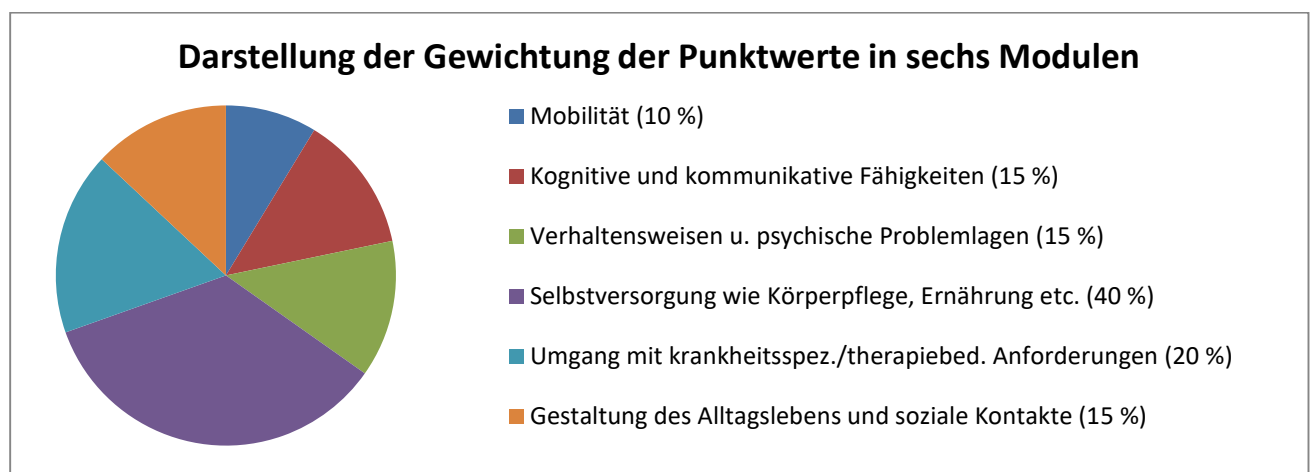 Darstellung der Gewichtung der Punktwerte in sechs Modulen
Mobilität (10 %)
Kognitive und kommunikative Fähigkeiten (15 %)
Verhaltensweisen u. psychische Problemlagen (15 %)
Selbstversorgung wie Körperpflege, Ernährung etc. (40 %)
Umgang mit krankheitsspez./therapiebed. Anforderungen (20 %)
Gestaltung des Alltagslebens und soziale Kontakte (15 %)